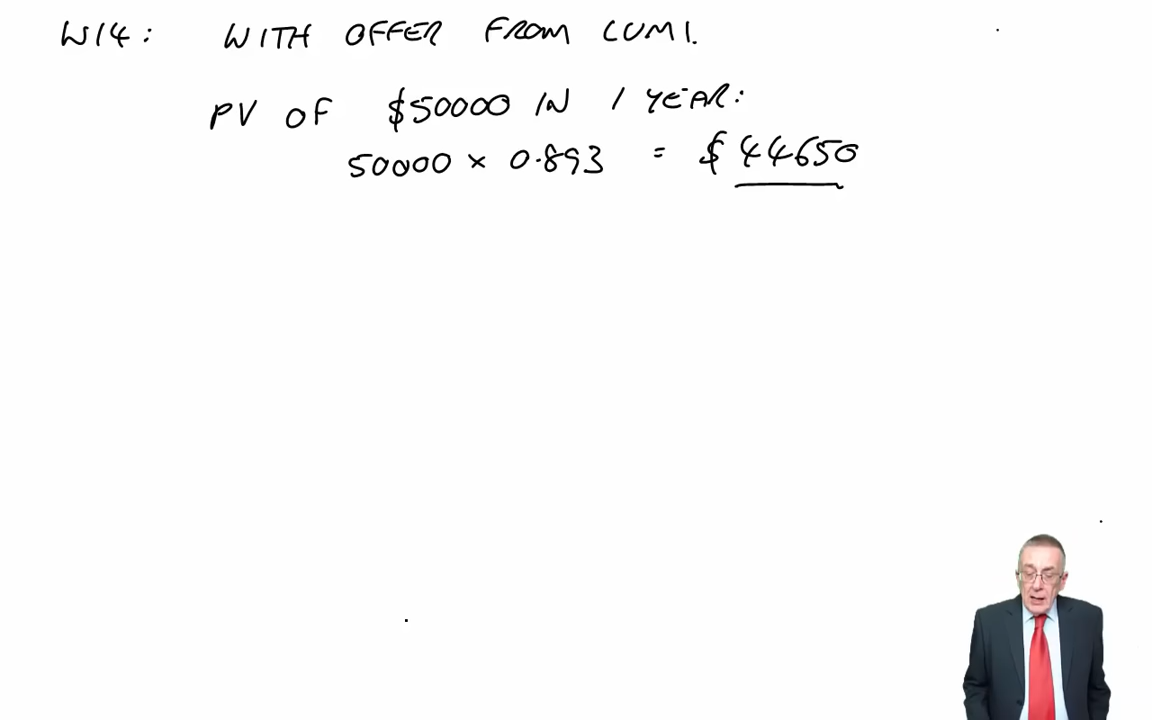 W14: WITH OFFER FROM CUMI.
PV OF $50000 IN 1 YEAR:
50000 × 0.893 = $44650